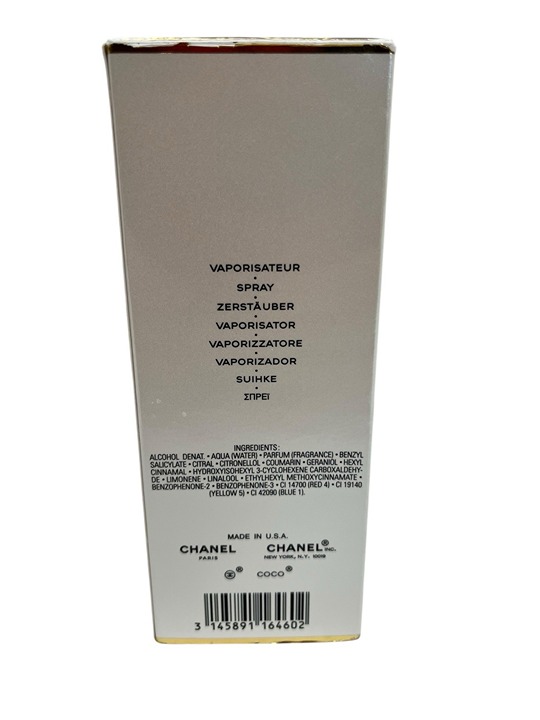 VAPORISATEUR
•
SPRAY
•
ZERSTÄUBER
•
VAPORISATOR
•
VAPORIZZATORE
•
VAPORIZADOR
•
SUIHKE
•
ΣΠΡΕΪ
INGREDIENTS:
ALCOHOL DENAT. • AQUA (WATER) • PARFUM (FRAGRANCE) • BENZYL
SALICYLATE • CITRAL • CITRONELLOL • COUMARIN • GERANIOL • HEXYL
CINNAMAL • HYDROXYISOHEXYL 3-CYCLOHEXENE CARBOXALDEHY-
DE • LIMONENE • LINALOOL • ETHYLHEXYL METHOXYCINNAMATE •
BENZOPHENONE-2 • BENZOPHENONE-3 • CI 14700 (RED 4) • CI 19140
(YELLOW 5) • CI 42090 (BLUE 1).
MADE IN U.S.A.
CHANEL CHANEL® INC.
PARIS NEW YORK, N.Y. 10019
® COCO®
3 145891 164602